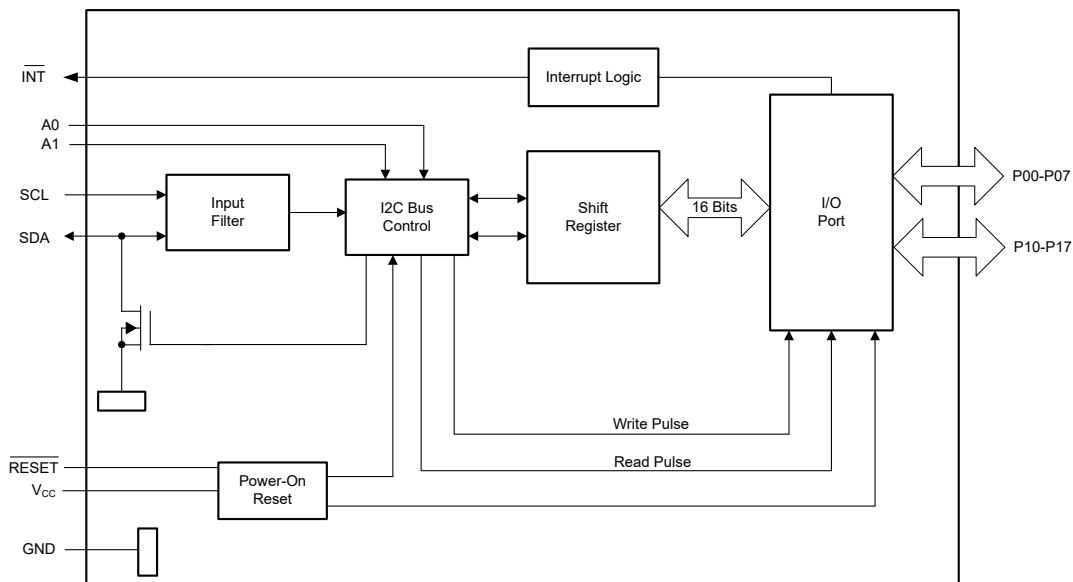 INT
Interrupt Logic
A0
A1
SCL
SDA
Input
Filter
I2C Bus
Control
Shift
Register
16 Bits
I/O
Port
P00-P07
P10-P17
Write Pulse
Read Pulse
RESET
VCC
Power-On
Reset
GND